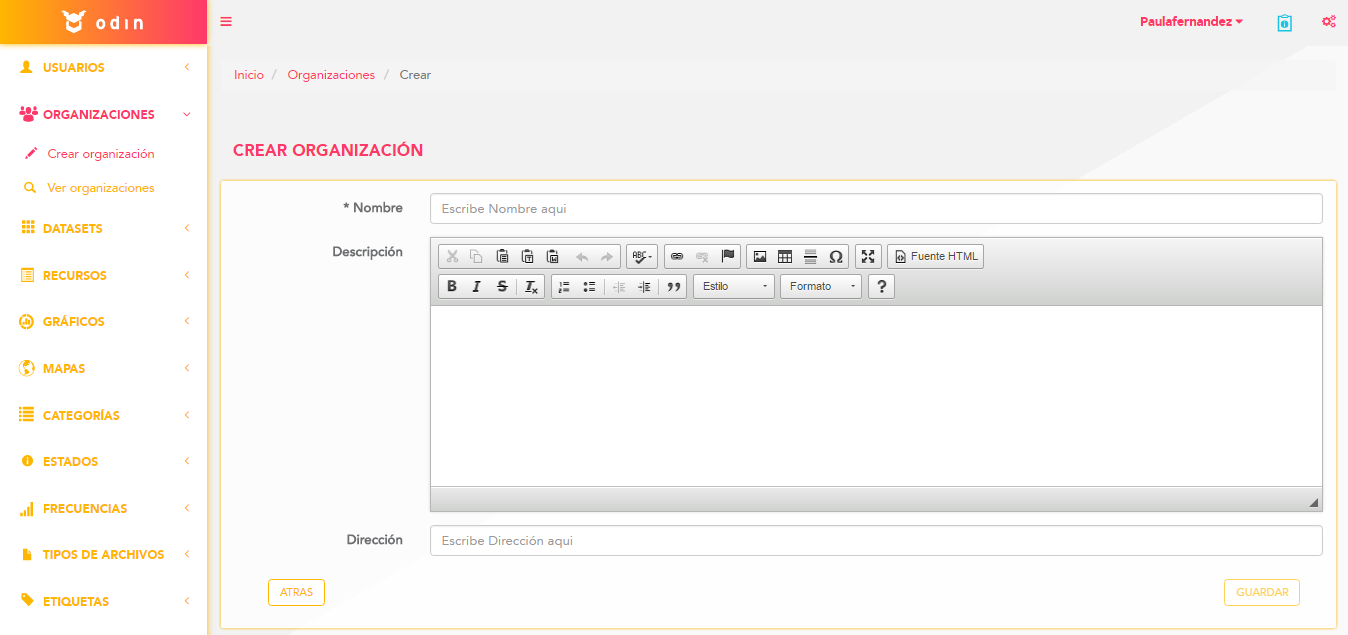 odin
Paulafernandez
USUARIOS
ORGANIZACIONES
Crear organización
Ver organizaciones
DATASETS
RECURSOS
GRÁFICOS
MAPAS
CATEGORÍAS
ESTADOS
FRECUENCIAS
TIPOS DE ARCHIVOS
ETIQUETAS
Inicio / Organizaciones / Crear
CREAR ORGANIZACIÓN
* Nombre
Escribe Nombre aqui
Descripción
ABC
Ω
Fuente HTML
B I S Tx
Estilo
Formato
?
Dirección
Escribe Dirección aqui
ATRAS
GUARDAR